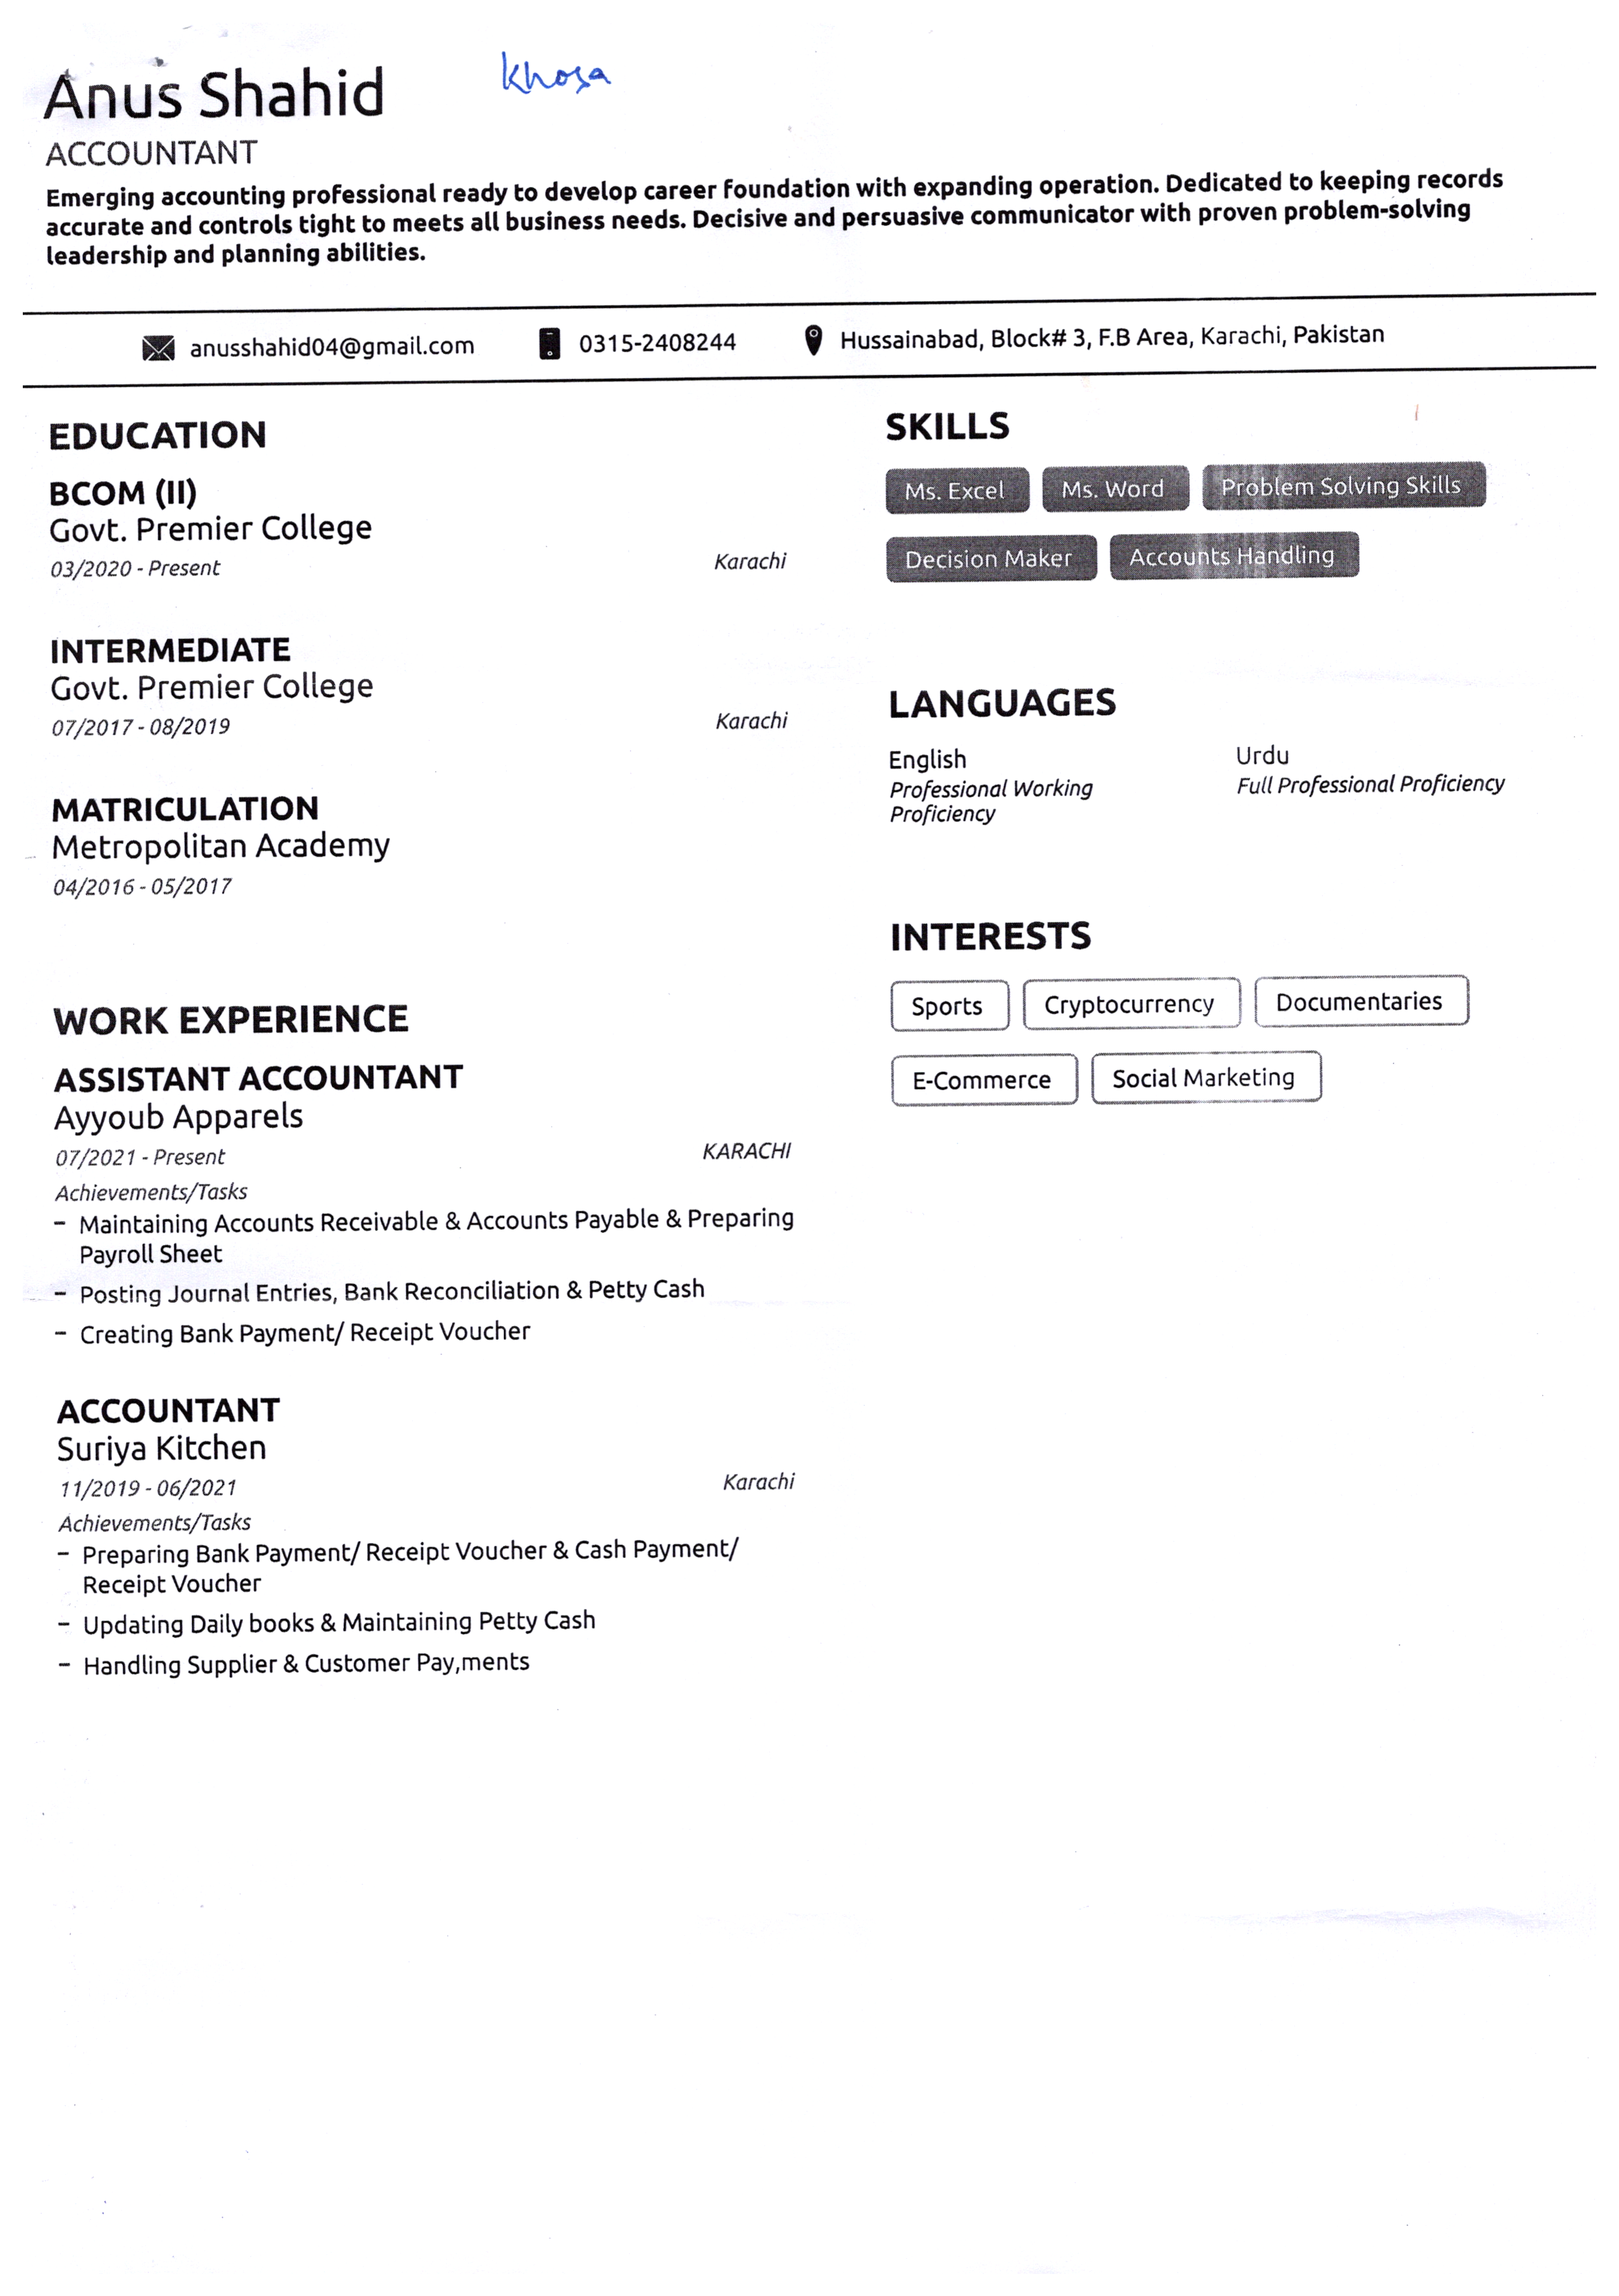 Anus Shahid
Khosa
ACCOUNTANT
Emerging accounting professional ready to develop career foundation with expanding operation. Dedicated to keeping records
accurate and controls tight to meets all business needs. Decisive and persuasive communicator with proven problem-solving
leadership and planning abilities.
anusshahid04@gmail.com
0315-2408244
Hussainabad, Block# 3, F.B Area, Karachi, Pakistan
EDUCATION
BCOM (II)
Govt. Premier College
03/2020 - Present
Karachi
INTERMEDIATE
Govt. Premier College
07/2017 - 08/2019
Karachi
MATRICULATION
Metropolitan Academy
04/2016 - 05/2017
WORK EXPERIENCE
ASSISTANT ACCOUNTANT
Ayyoub Apparels
07/2021 - Present
KARACHI
Achievements/Tasks
– Maintaining Accounts Receivable & Accounts Payable & Preparing
Payroll Sheet
– Posting Journal Entries, Bank Reconciliation & Petty Cash
– Creating Bank Payment/ Receipt Voucher
ACCOUNTANT
Suriya Kitchen
11/2019 - 06/2021
Karachi
Achievements/Tasks
– Preparing Bank Payment/ Receipt Voucher & Cash Payment/
Receipt Voucher
– Updating Daily books & Maintaining Petty Cash
– Handling Supplier & Customer Pay,ments
SKILLS
Ms. Excel
Ms. Word
Problem Solving Skills
Decision Maker
Accounts Handling
LANGUAGES
English
Professional Working
Proficiency
Urdu
Full Professional Proficiency
INTERESTS
Sports
Cryptocurrency
Documentaries
E-Commerce
Social Marketing